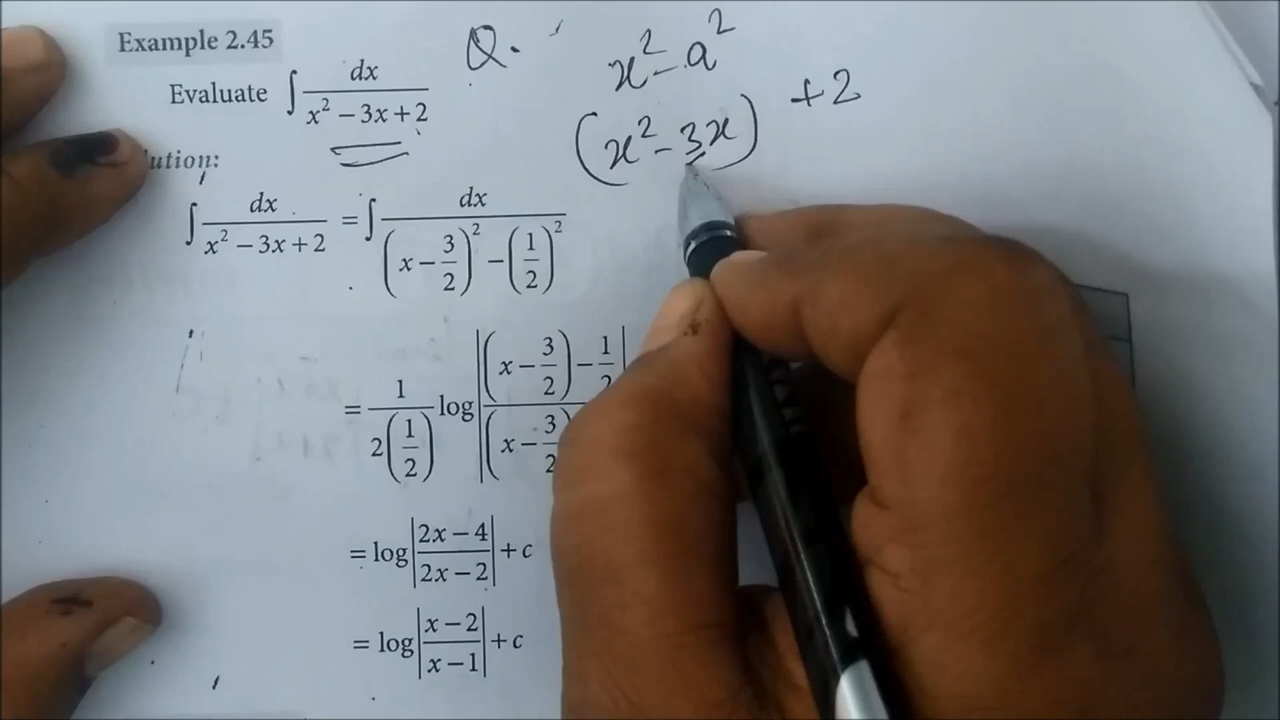 Example 2.45
Q.
x² - a²
Evaluate ∫ dx / (x² − 3x + 2)
(x² - 3x) + 2
lution:
∫ dx / (x² − 3x + 2) = ∫ dx / ((x − 3/2)² − (1/2)²)
= 1 / (2(1/2)) log |((x − 3/2) − 1/2) / ((x − 3/2)
= log |(2x − 4) / (2x − 2)| + c
= log |(x − 2) / (x − 1)| + c